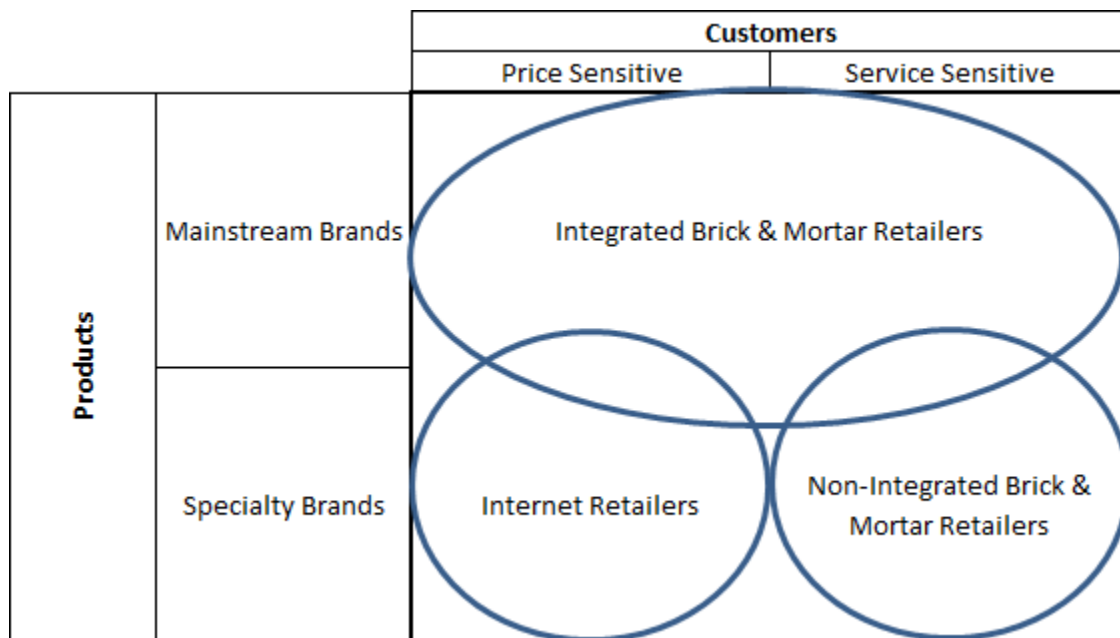 Customers
Price Sensitive
Service Sensitive
Products
Mainstream Brands
Integrated Brick & Mortar Retailers
Specialty Brands
Internet Retailers
Non-Integrated Brick &
Mortar Retailers